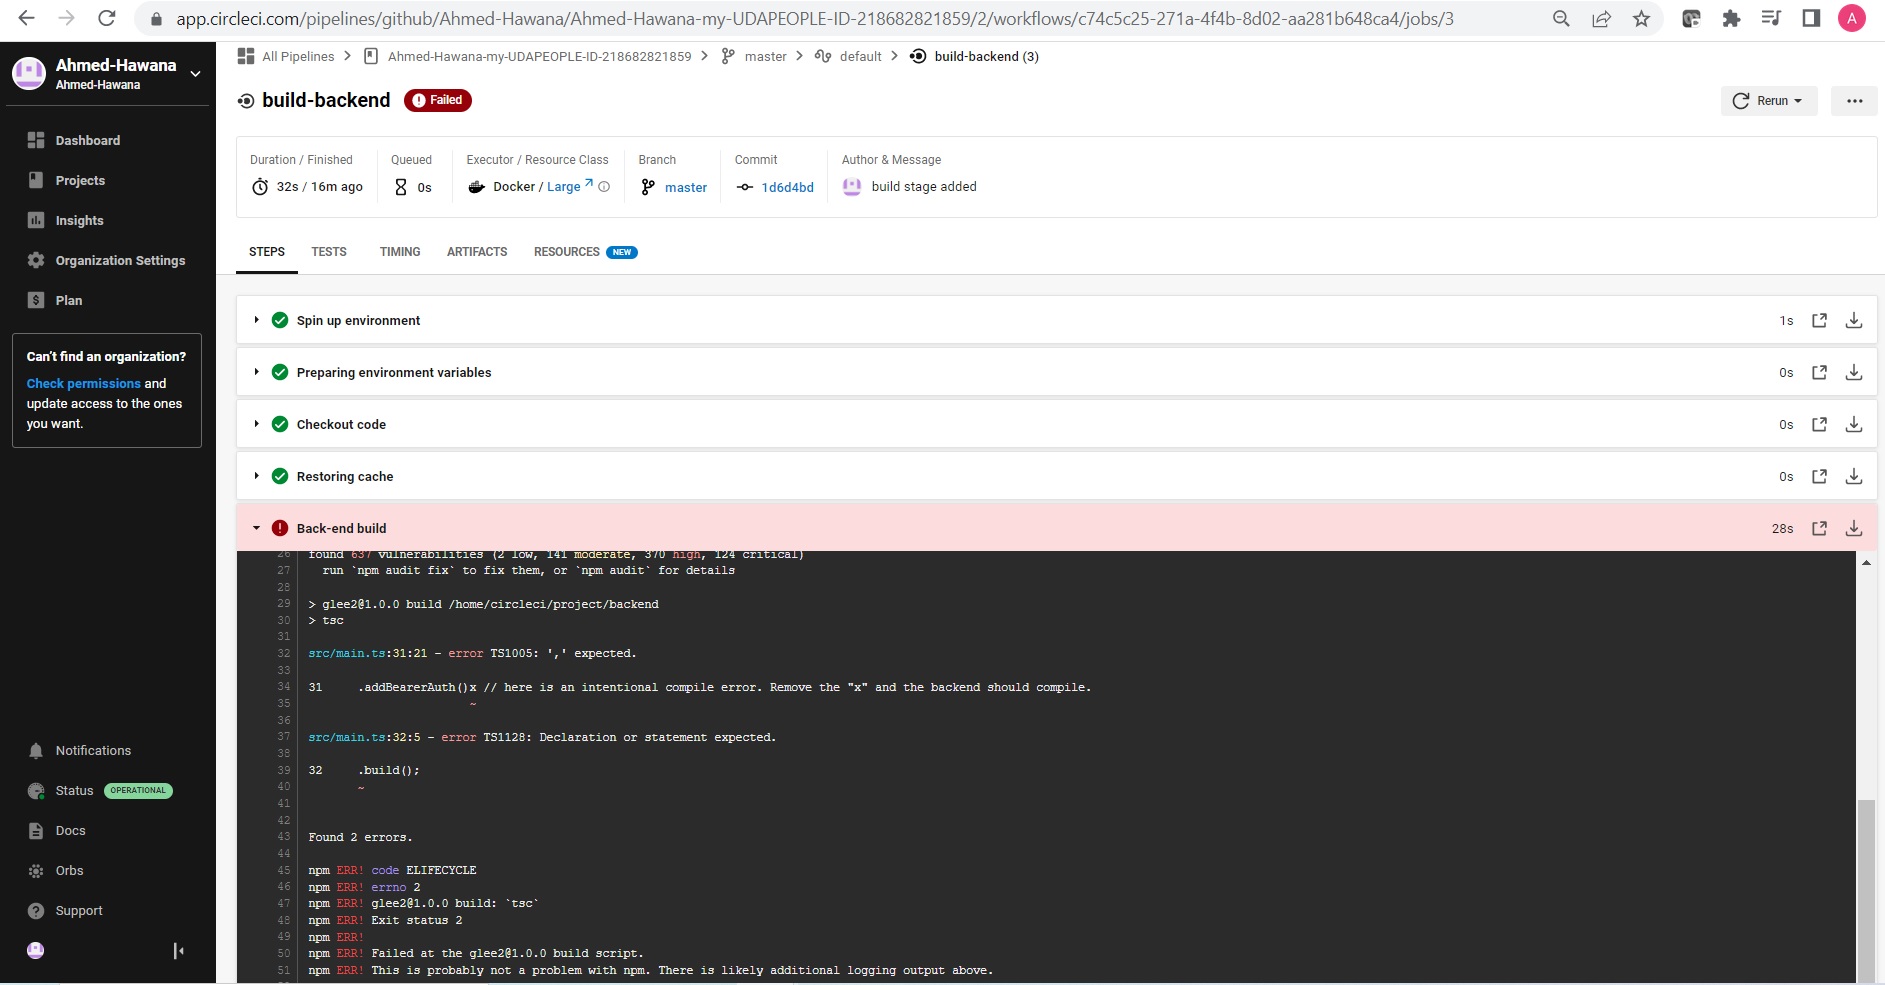 app.circleci.com/pipelines/github/Ahmed-Hawana/Ahmed-Hawana-my-UDAPEOPLE-ID-218682821859/2/workflows/c74c5c25-271a-4f4b-8d02-aa281b648ca4/jobs/3
A
Ahmed-Hawana
Ahmed-Hawana
Dashboard
Projects
Insights
Organization Settings
Plan
Can't find an organization?
Check permissions and
update access to the ones
you want.
Notifications
Status OPERATIONAL
Docs
Orbs
Support
All Pipelines > Ahmed-Hawana-my-UDAPEOPLE-ID-218682821859 > master > default > build-backend (3)
build-backend Failed
Rerun
Duration / Finished
32s / 16m ago
Queued
0s
Executor / Resource Class
Docker / Large
Branch
master
Commit
1d6d4bd
Author & Message
build stage added
STEPS TESTS TIMING ARTIFACTS RESOURCES NEW
Spin up environment 1s
Preparing environment variables 0s
Checkout code 0s
Restoring cache 0s
Back-end build 28s
26 found 637 vulnerabilities (2 low, 141 moderate, 370 high, 124 critical)
27 run `npm audit fix` to fix them, or `npm audit` for details
28
29 > glee2@1.0.0 build /home/circleci/project/backend
30 > tsc
31
32 src/main.ts:31:21 - error TS1005: ',' expected.
33
34 31 .addBearerAuth()x // here is an intentional compile error. Remove the "x" and the backend should compile.
35 ~
36
37 src/main.ts:32:5 - error TS1128: Declaration or statement expected.
38
39 32 .build();
40 ~
41
42
43 Found 2 errors.
44
45 npm ERR! code ELIFECYCLE
46 npm ERR! errno 2
47 npm ERR! glee2@1.0.0 build: `tsc`
48 npm ERR! Exit status 2
49 npm ERR!
50 npm ERR! Failed at the glee2@1.0.0 build script.
51 npm ERR! This is probably not a problem with npm. There is likely additional logging output above.